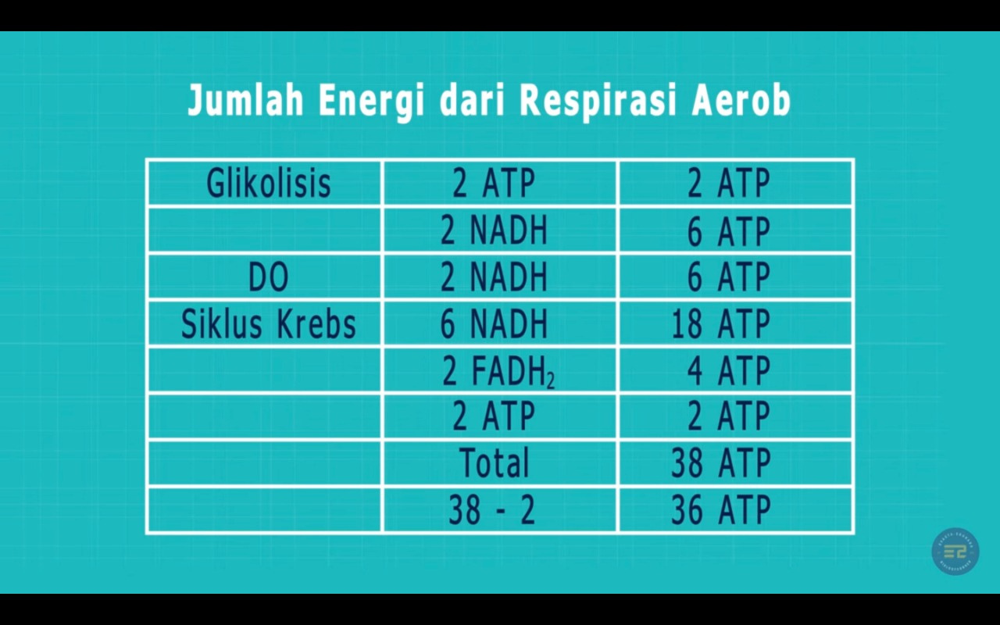 Jumlah Energi dari Respirasi Aerob
Glikolisis 2 ATP 2 ATP
2 NADH 6 ATP
DO 2 NADH 6 ATP
Siklus Krebs 6 NADH 18 ATP
2 FADH₂ 4 ATP
2 ATP 2 ATP
Total 38 ATP
38 - 2 36 ATP